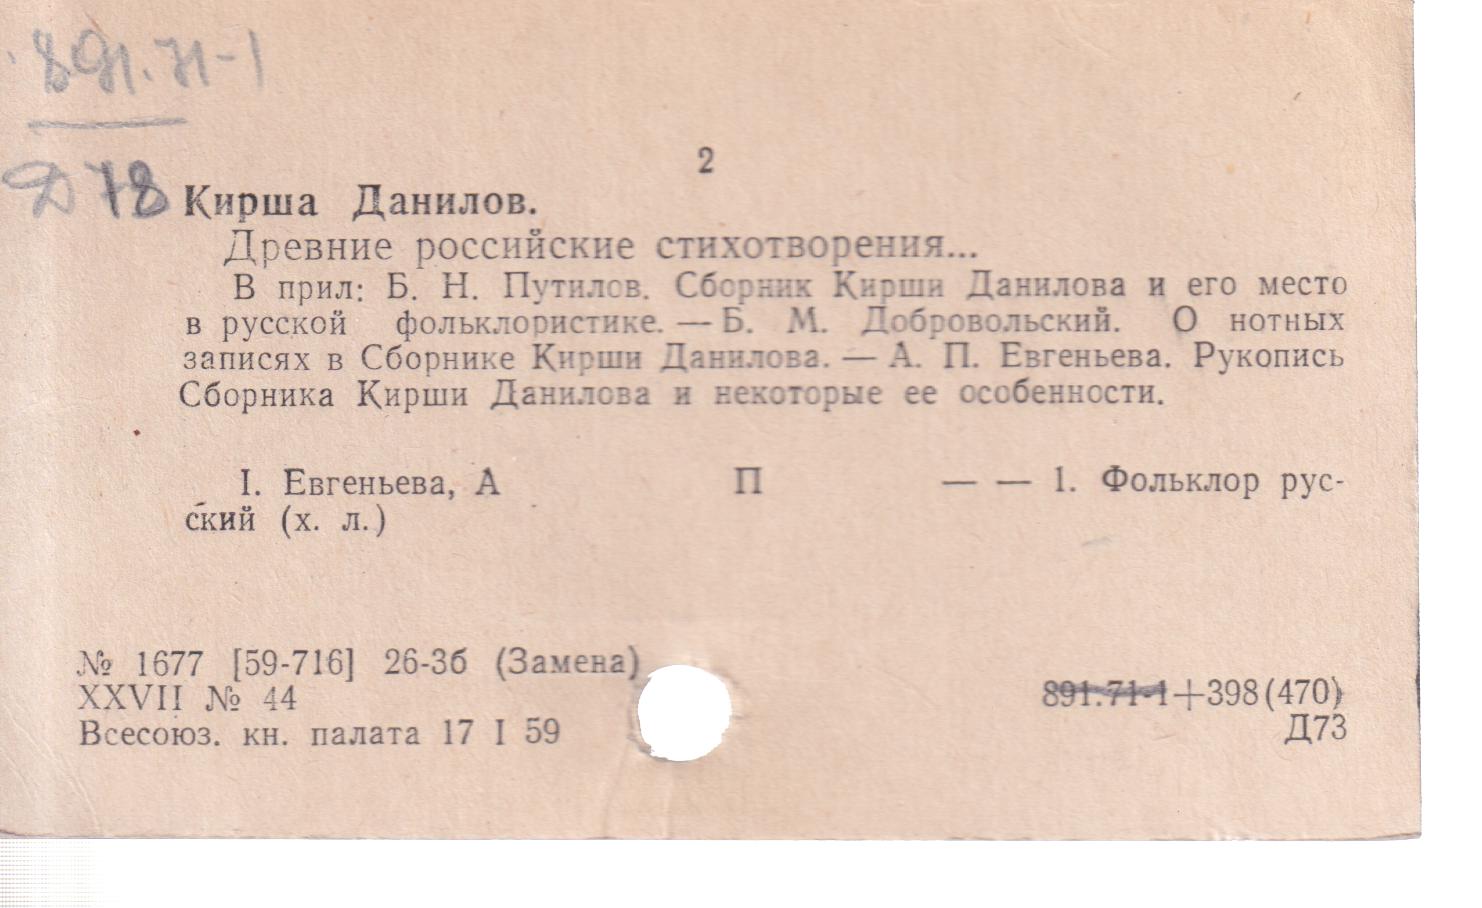 891.71-1
Д 78
2
Кирша Данилов.
Древние российские стихотворения...
В прил: Б. Н. Путилов. Сборник Кирши Данилова и его место
в русской фольклористике. — Б. М. Добровольский. О нотных
записях в Сборнике Кирши Данилова. — А. П. Евгеньева. Рукопись
Сборника Кирши Данилова и некоторые ее особенности.
I. Евгеньева, А П — — 1. Фольклор рус-
ский (х. л.)
№ 1677 [59-716] 26-3б (Замена)
XXVII № 44
Всесоюз. кн. палата 17 I 59
891.71-1+398(470)
Д73